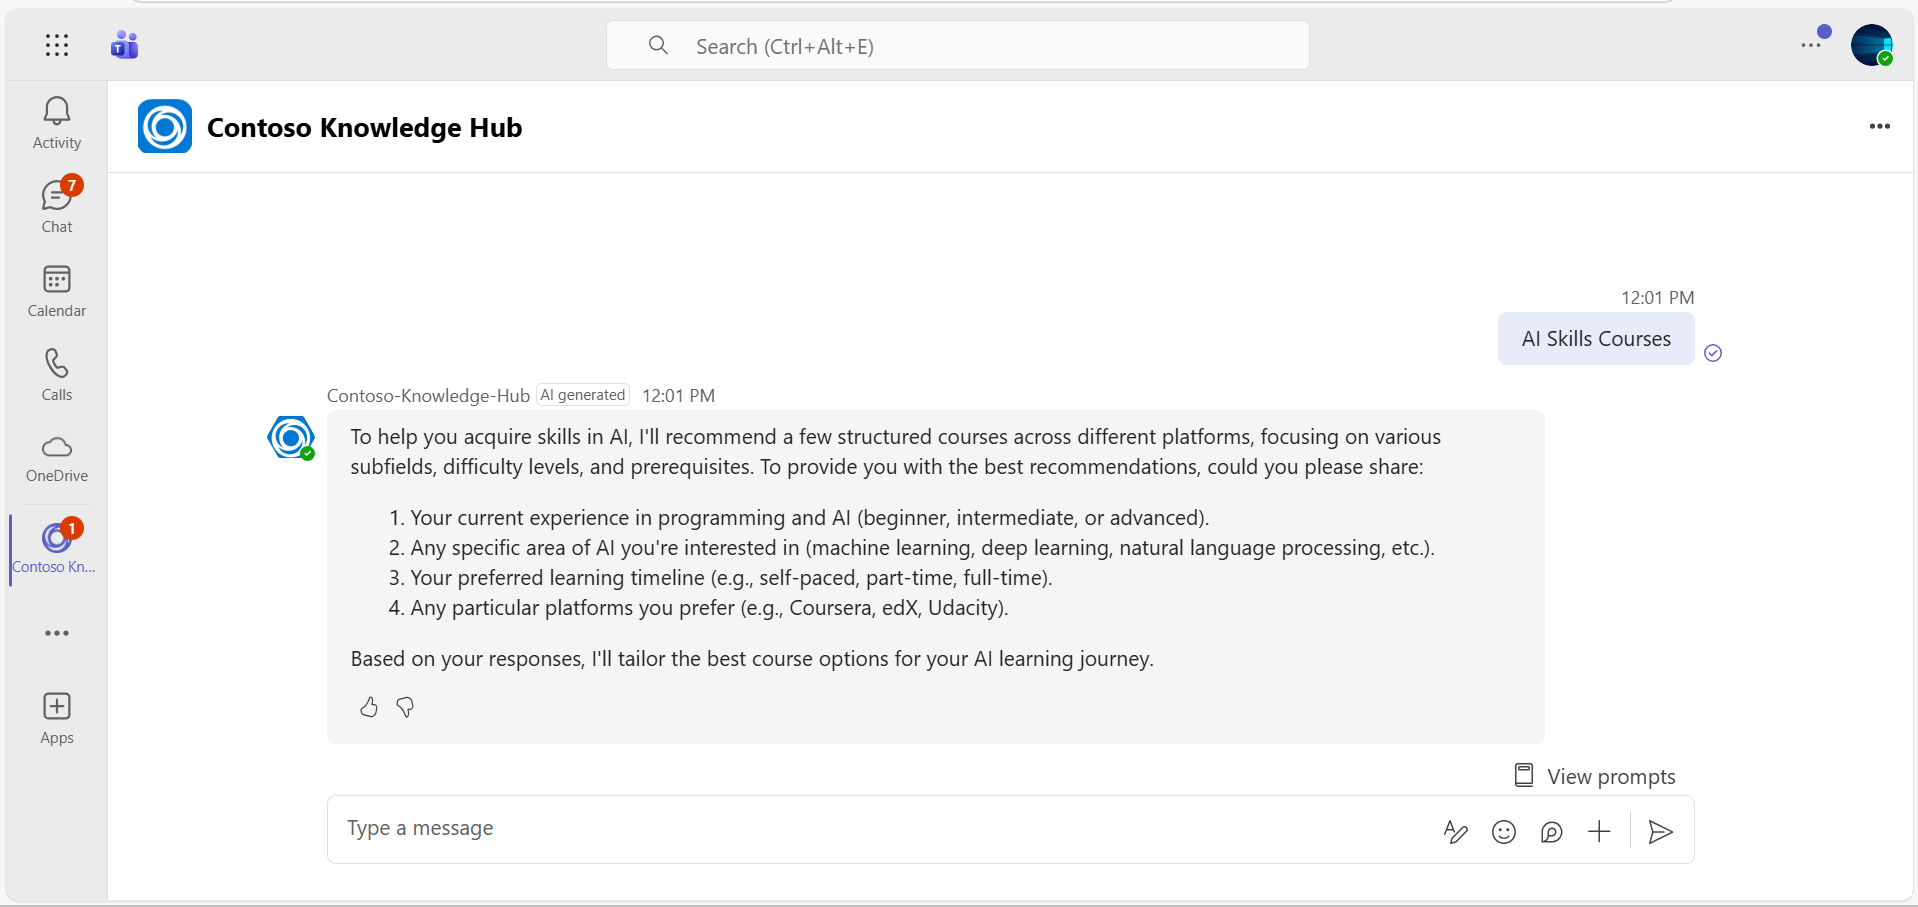 Search (Ctrl+Alt+E)
Activity
7
Chat
Calendar
Calls
OneDrive
1
Contoso Kn...
Apps
Contoso Knowledge Hub
12:01 PM
AI Skills Courses
Contoso-Knowledge-Hub AI generated 12:01 PM
To help you acquire skills in AI, I'll recommend a few structured courses across different platforms, focusing on various
subfields, difficulty levels, and prerequisites. To provide you with the best recommendations, could you please share:
1. Your current experience in programming and AI (beginner, intermediate, or advanced).
2. Any specific area of AI you're interested in (machine learning, deep learning, natural language processing, etc.).
3. Your preferred learning timeline (e.g., self-paced, part-time, full-time).
4. Any particular platforms you prefer (e.g., Coursera, edX, Udacity).
Based on your responses, I'll tailor the best course options for your AI learning journey.
View prompts
Type a message